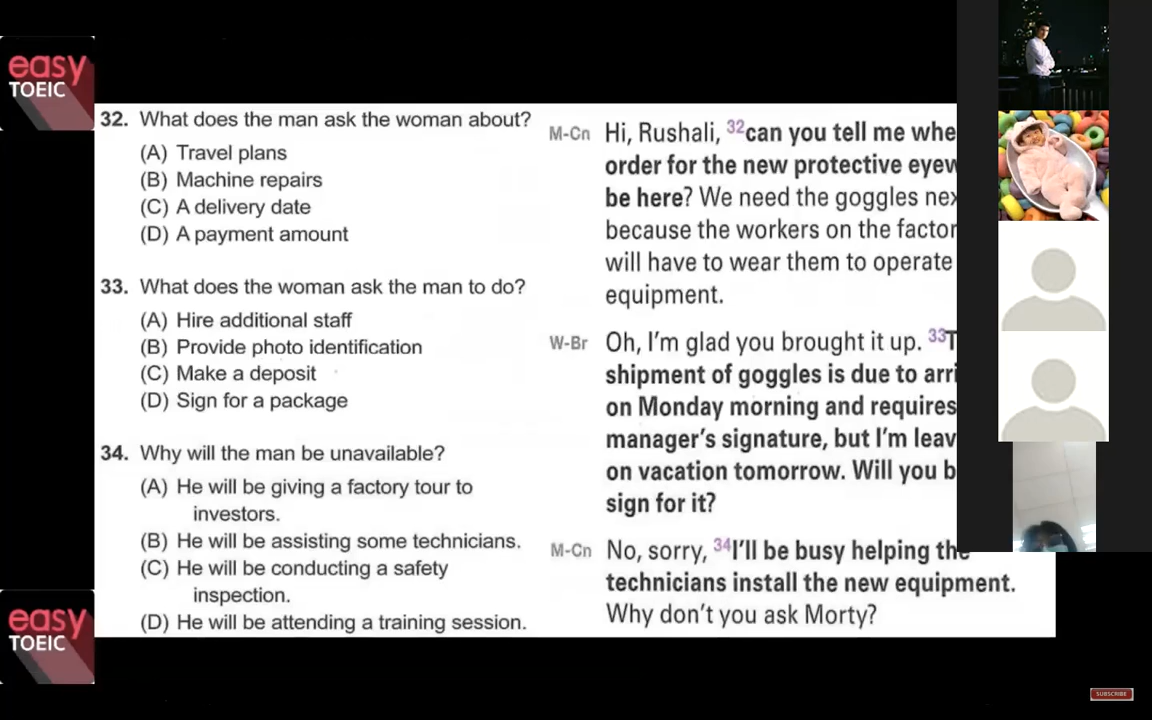 easy
TOEIC
32. What does the man ask the woman about?
(A) Travel plans
(B) Machine repairs
(C) A delivery date
(D) A payment amount
33. What does the woman ask the man to do?
(A) Hire additional staff
(B) Provide photo identification
(C) Make a deposit
(D) Sign for a package
34. Why will the man be unavailable?
(A) He will be giving a factory tour to
investors.
(B) He will be assisting some technicians.
(C) He will be conducting a safety
inspection.
(D) He will be attending a training session.
M-Cn Hi, Rushali, 32can you tell me
order for the new protective
be here? We need the goggles
because the workers on the
will have to wear them to operate
equipment.
W-Br Oh, I'm glad you brought it up. 33
shipment of goggles is due to
on Monday morning and requires
manager's signature, but I'm
on vacation tomorrow. Will you
sign for it?
M-Cn No, sorry, 34I'll be busy helping the
technicians install the new equipment.
Why don't you ask Morty?
easy
TOEIC
SUBSCRIBE